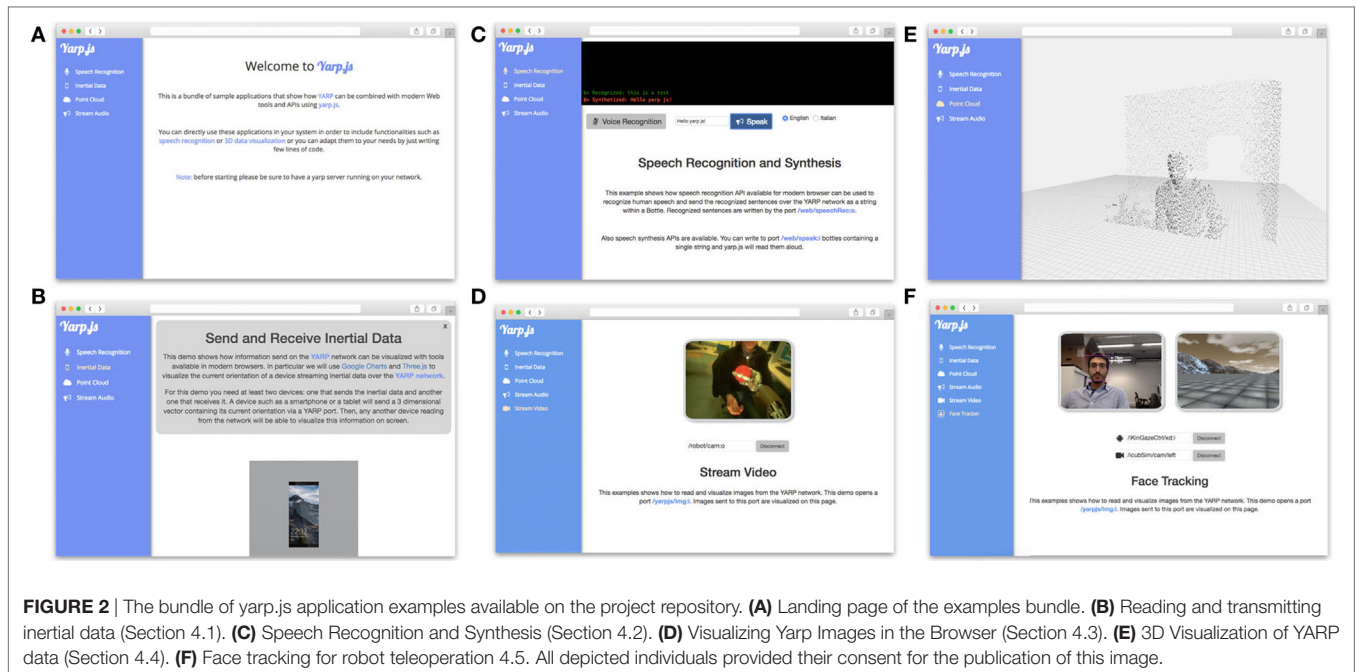 A
Yarp.js
Speech Recognition
Inertial Data
Point Cloud
Stream Audio
Welcome to Yarp.js
This is a bundle of sample applications that show how YARP can be combined with modern Web
tools and APIs using yarp.js.
You can directly use these applications in your system in order to include functionalities such as
speech recognition or 3D data visualization or you can adapt them to your needs by just writing
few lines of code.
Note: before starting please be sure to have a yarp server running on your network.
B
Yarp.js
Speech Recognition
Inertial Data
Point Cloud
Stream Audio
x
Send and Receive Inertial Data
This demo shows how information send on the YARP network can be visualized with tools
available in modern browsers. In particular we will use Google Charts and Three.js to
visualize the current orientation of a device streaming inertial data over the YARP network.
For this demo you need at least two devices: one that sends the inertial data and another
one that receives it. A device such as a smartphone or a tablet will send a 3 dimensional
vector containing its current orientation via a YARP port. Then, any another device reading
from the network will be able to visualize this information on screen.
C
Yarp.js
Speech Recognition
Inertial Data
Point Cloud
Stream Audio
$> Recognized: this is a test
$> Synthetized: Hello yarp js!
Voice Recognition
Hello yarp js!
Speak
English
Italian
Speech Recognition and Synthesis
This example shows how speech recognition API available for modern browser can be used to
recognize human speech and send the recognized sentences over the YARP network as a string
within a Bottle. Recognized sentences are written by the port /web/speechRec:o.
Also speech synthesis APIs are available. You can write to port /web/speak:i bottles containing a
single string and yarp.js will read them aloud.
D
Yarp.js
Speech Recognition
Inertial Data
Point Cloud
Stream Audio
Stream Video
/robot/cam:o
Disconnect
Stream Video
This examples shows how to read and visualize images from the YARP network. This demo opens a
port /yarpjs/img:i. Images sent to this port are visualized on this page.
E
Yarp.js
Speech Recognition
Inertial Data
Point Cloud
Stream Audio
F
Yarp.js
Speech Recognition
Inertial Data
Point Cloud
Stream Audio
Stream Video
Face Tracker
/iKinGazeCtrl/xd:i
Disconnect
/icubSim/cam/left
Disconnect
Face Tracking
This examples shows how to read and visualize images from the YARP network. This demo opens a port
/yarpjs/img:i. Images sent to this port are visualized on this page.
FIGURE 2 | The bundle of yarp.js application examples available on the project repository. (A) Landing page of the examples bundle. (B) Reading and transmitting
inertial data (Section 4.1). (C) Speech Recognition and Synthesis (Section 4.2). (D) Visualizing Yarp Images in the Browser (Section 4.3). (E) 3D Visualization of YARP
data (Section 4.4). (F) Face tracking for robot teleoperation 4.5. All depicted individuals provided their consent for the publication of this image.